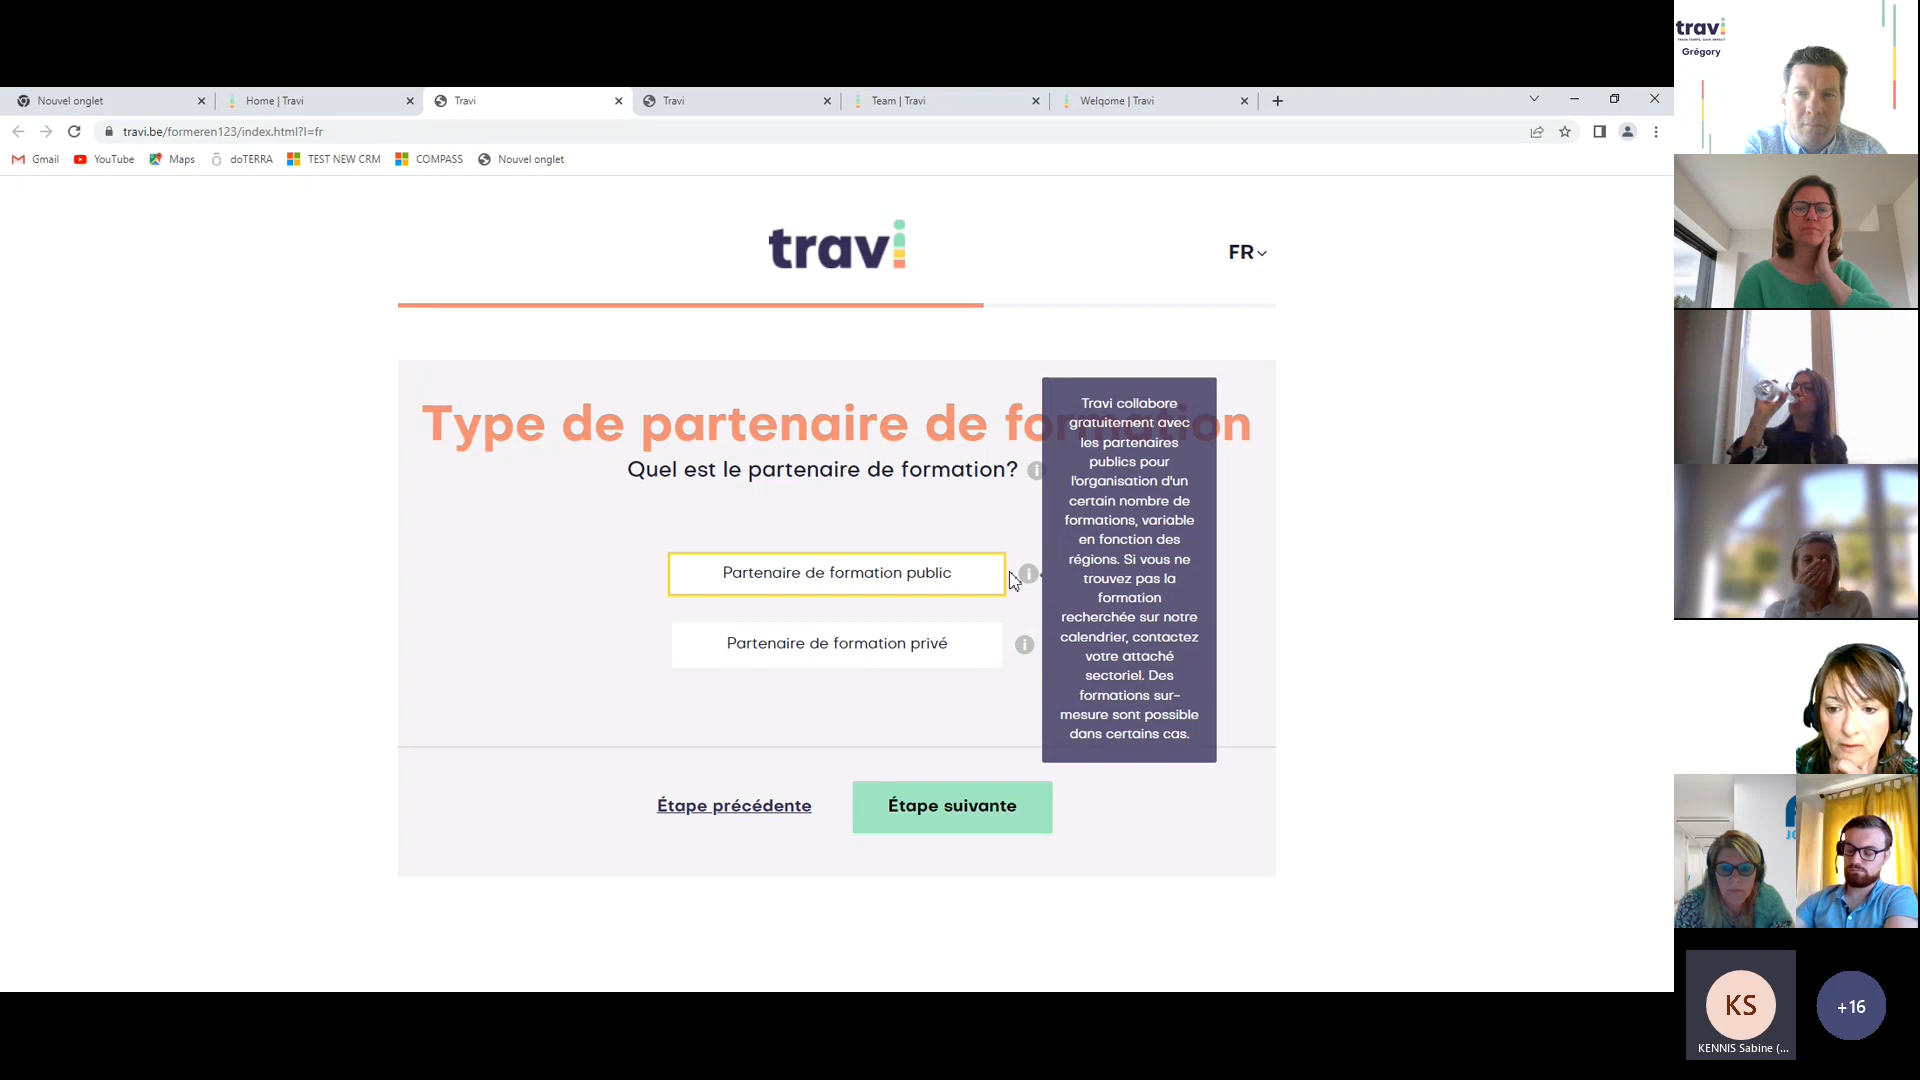 Nouvel onglet
Home | Travi
Travi
Travi
Team | Travi
Welqome | Travi
travi.be/formeren123/index.html?l=fr
Gmail
YouTube
Maps
doTERRA
TEST NEW CRM
COMPASS
Nouvel onglet
travi
FR
Type de partenaire de formation
Quel est le partenaire de formation?
Partenaire de formation public
Partenaire de formation privé
Travi collabore
gratuitement avec
les partenaires
publics pour
l'organisation d'un
certain nombre de
formations, variable
en fonction des
régions. Si vous ne
trouvez pas la
formation
recherchée sur notre
calendrier, contactez
votre attaché
sectoriel. Des
formations sur-
mesure sont possible
dans certains cas.
Étape précédente
Étape suivante
travi
Grégory
KS
KENNIS Sabine (...
+16